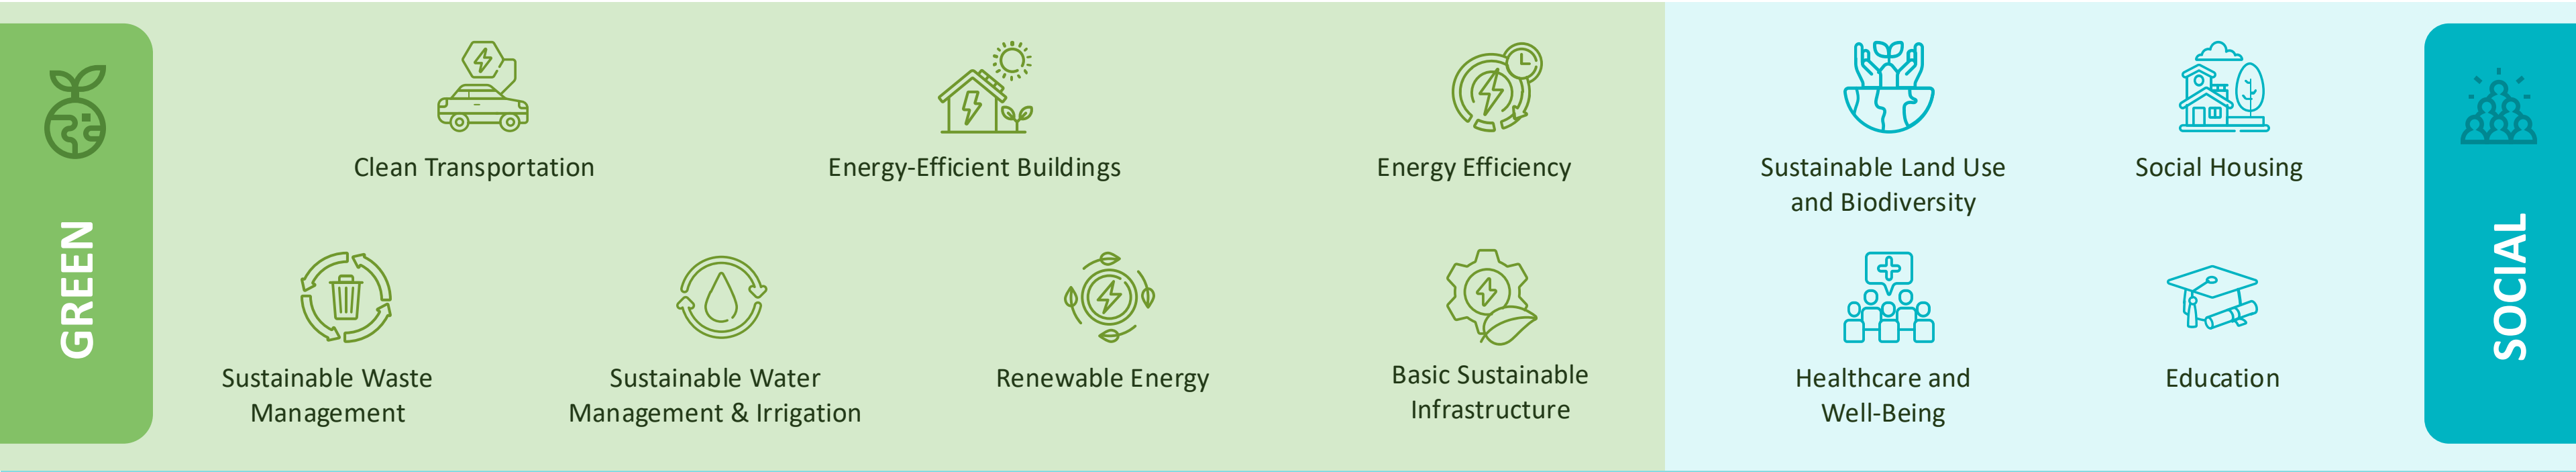 GREEN
Clean Transportation
Energy-Efficient Buildings
Energy Efficiency
Sustainable Waste
Management
Sustainable Water
Management & Irrigation
Renewable Energy
Basic Sustainable
Infrastructure
Sustainable Land Use
and Biodiversity
Social Housing
Healthcare and
Well-Being
Education
SOCIAL